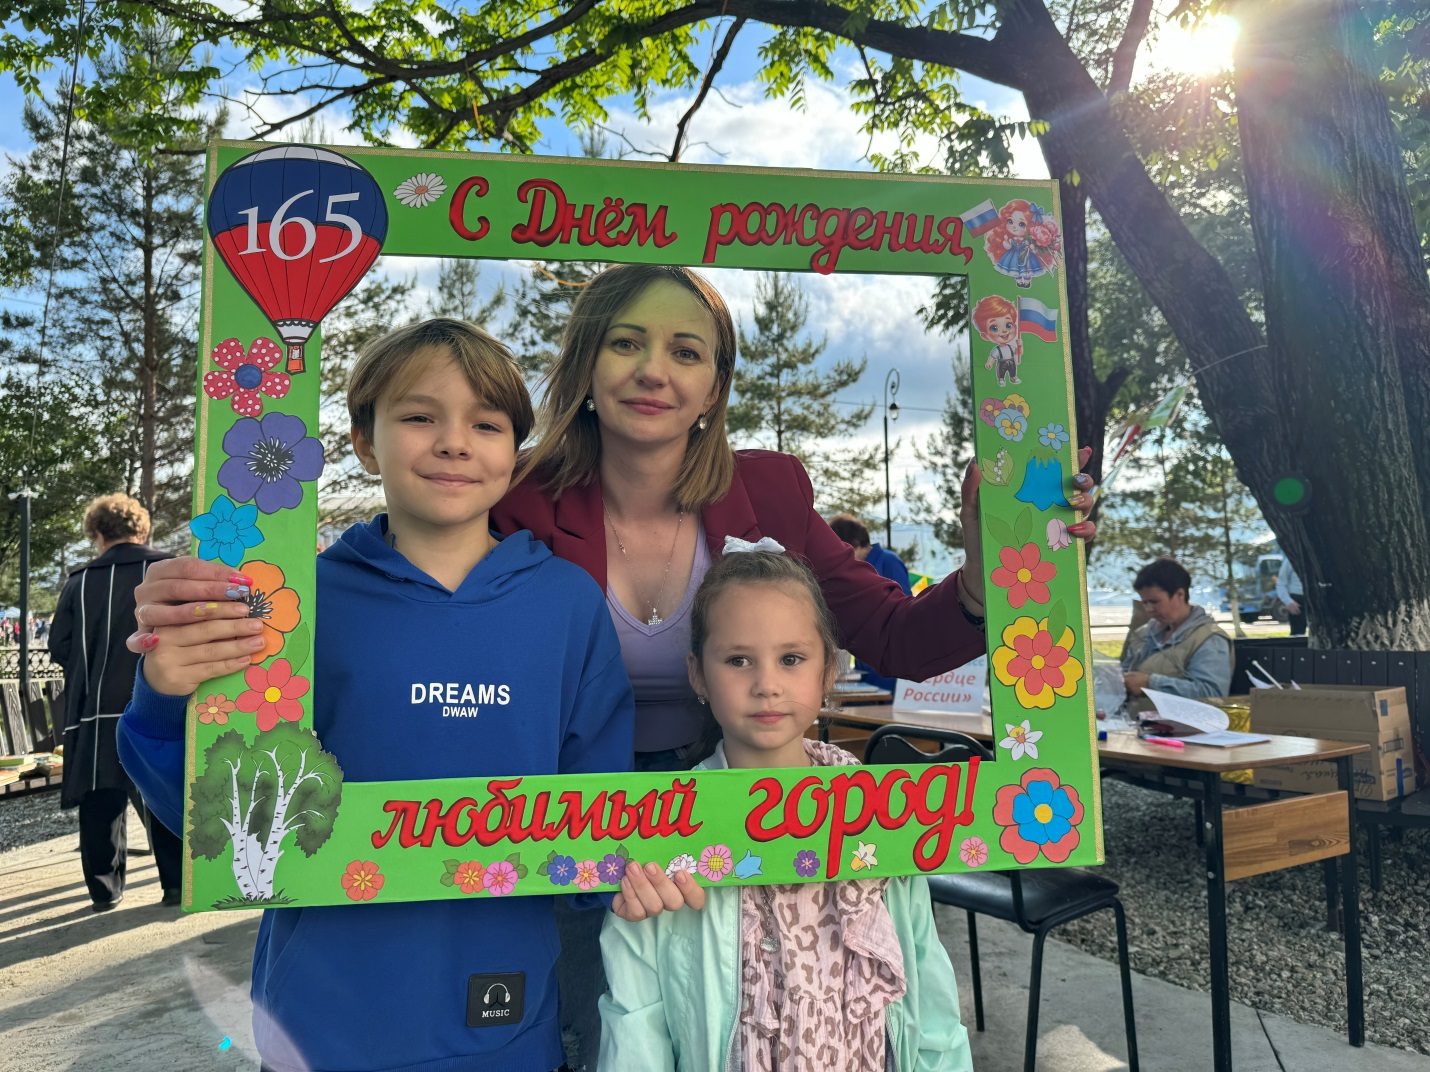 165
С Днём рождения,
любимый город!
DREAMS
DWAW
России»
MUSIC